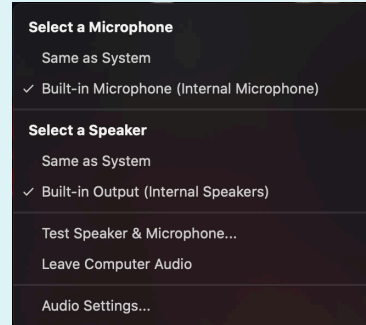 Select a Microphone
Same as System
✓ Built-in Microphone (Internal Microphone)
Select a Speaker
Same as System
✓ Built-in Output (Internal Speakers)
Test Speaker & Microphone...
Leave Computer Audio
Audio Settings...